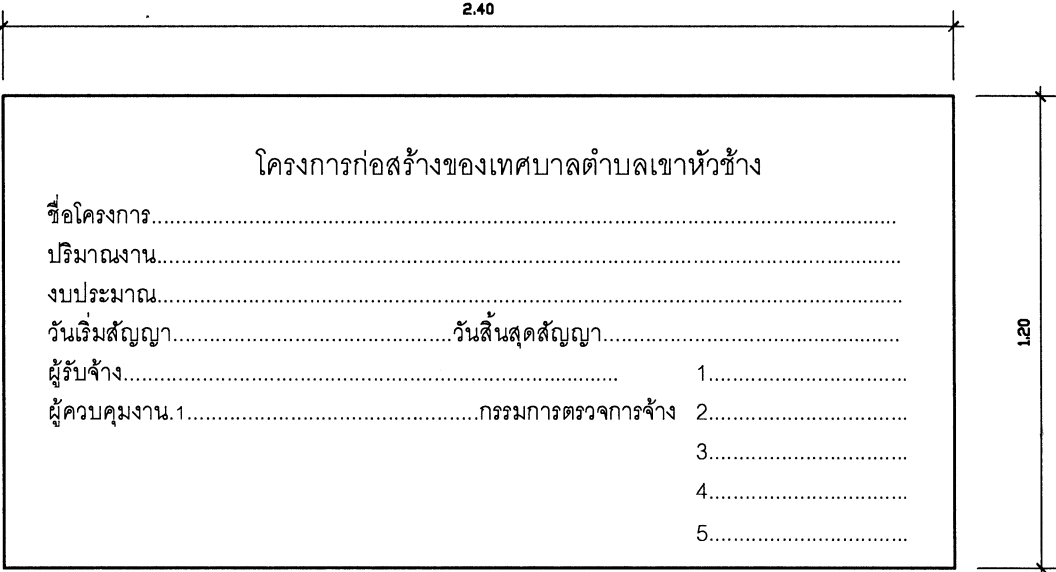 2.40
โครงการก่อสร้างของเทศบาลตำบลเขาหัวช้าง
ชื่อโครงการ....................................................................................................
ปริมาณงาน....................................................................................................
งบประมาณ....................................................................................................
วันเริ่มสัญญา...............................................วันสิ้นสุดสัญญา..................................................
ผู้รับจ้าง................................................................................... 1.................................
ผู้ควบคุมงาน.1.................................................กรรมการตรวจการจ้าง 2.................................
3.................................
4.................................
5.................................
1.20